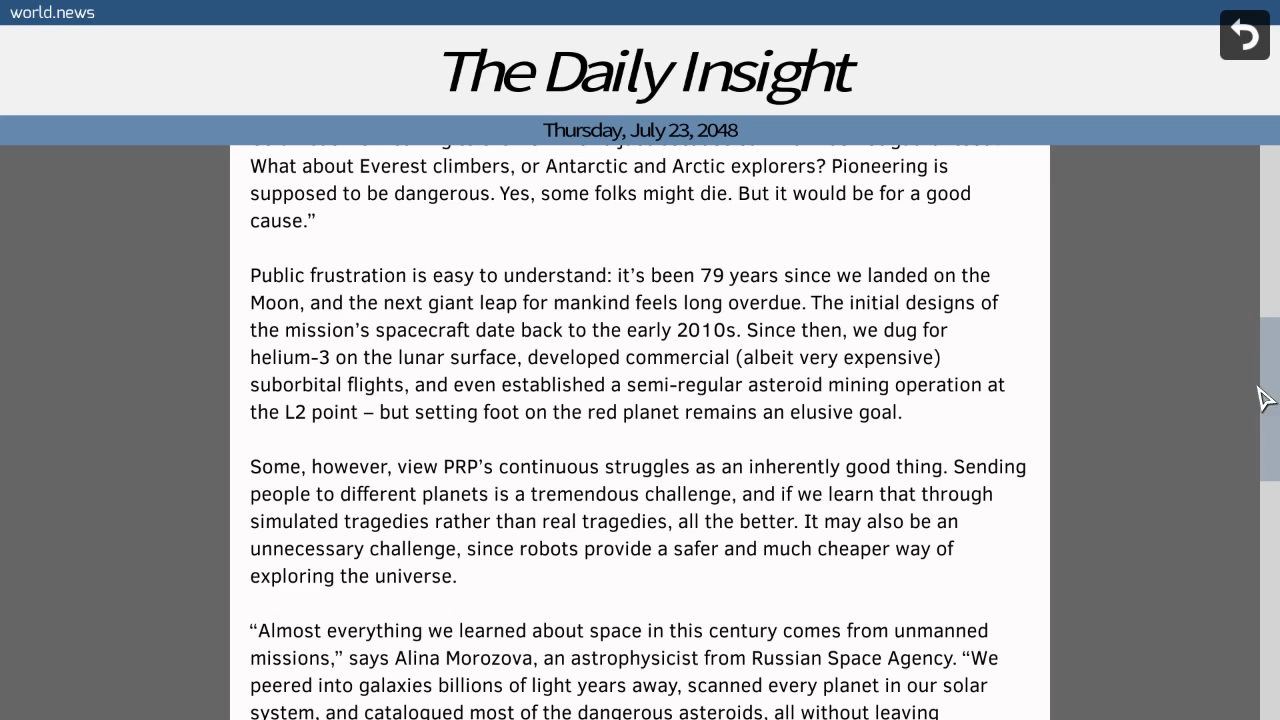 world.news
The Daily Insight
Thursday, July 23, 2048
What about Everest climbers, or Antarctic and Arctic explorers? Pioneering is
supposed to be dangerous. Yes, some folks might die. But it would be for a good
cause.”
Public frustration is easy to understand: it’s been 79 years since we landed on the
Moon, and the next giant leap for mankind feels long overdue. The initial designs of
the mission’s spacecraft date back to the early 2010s. Since then, we dug for
helium-3 on the lunar surface, developed commercial (albeit very expensive)
suborbital flights, and even established a semi-regular asteroid mining operation at
the L2 point – but setting foot on the red planet remains an elusive goal.
Some, however, view PRP’s continuous struggles as an inherently good thing. Sending
people to different planets is a tremendous challenge, and if we learn that through
simulated tragedies rather than real tragedies, all the better. It may also be an
unnecessary challenge, since robots provide a safer and much cheaper way of
exploring the universe.
“Almost everything we learned about space in this century comes from unmanned
missions,” says Alina Morozova, an astrophysicist from Russian Space Agency. “We
peered into galaxies billions of light years away, scanned every planet in our solar
system, and catalogued most of the dangerous asteroids, all without leaving